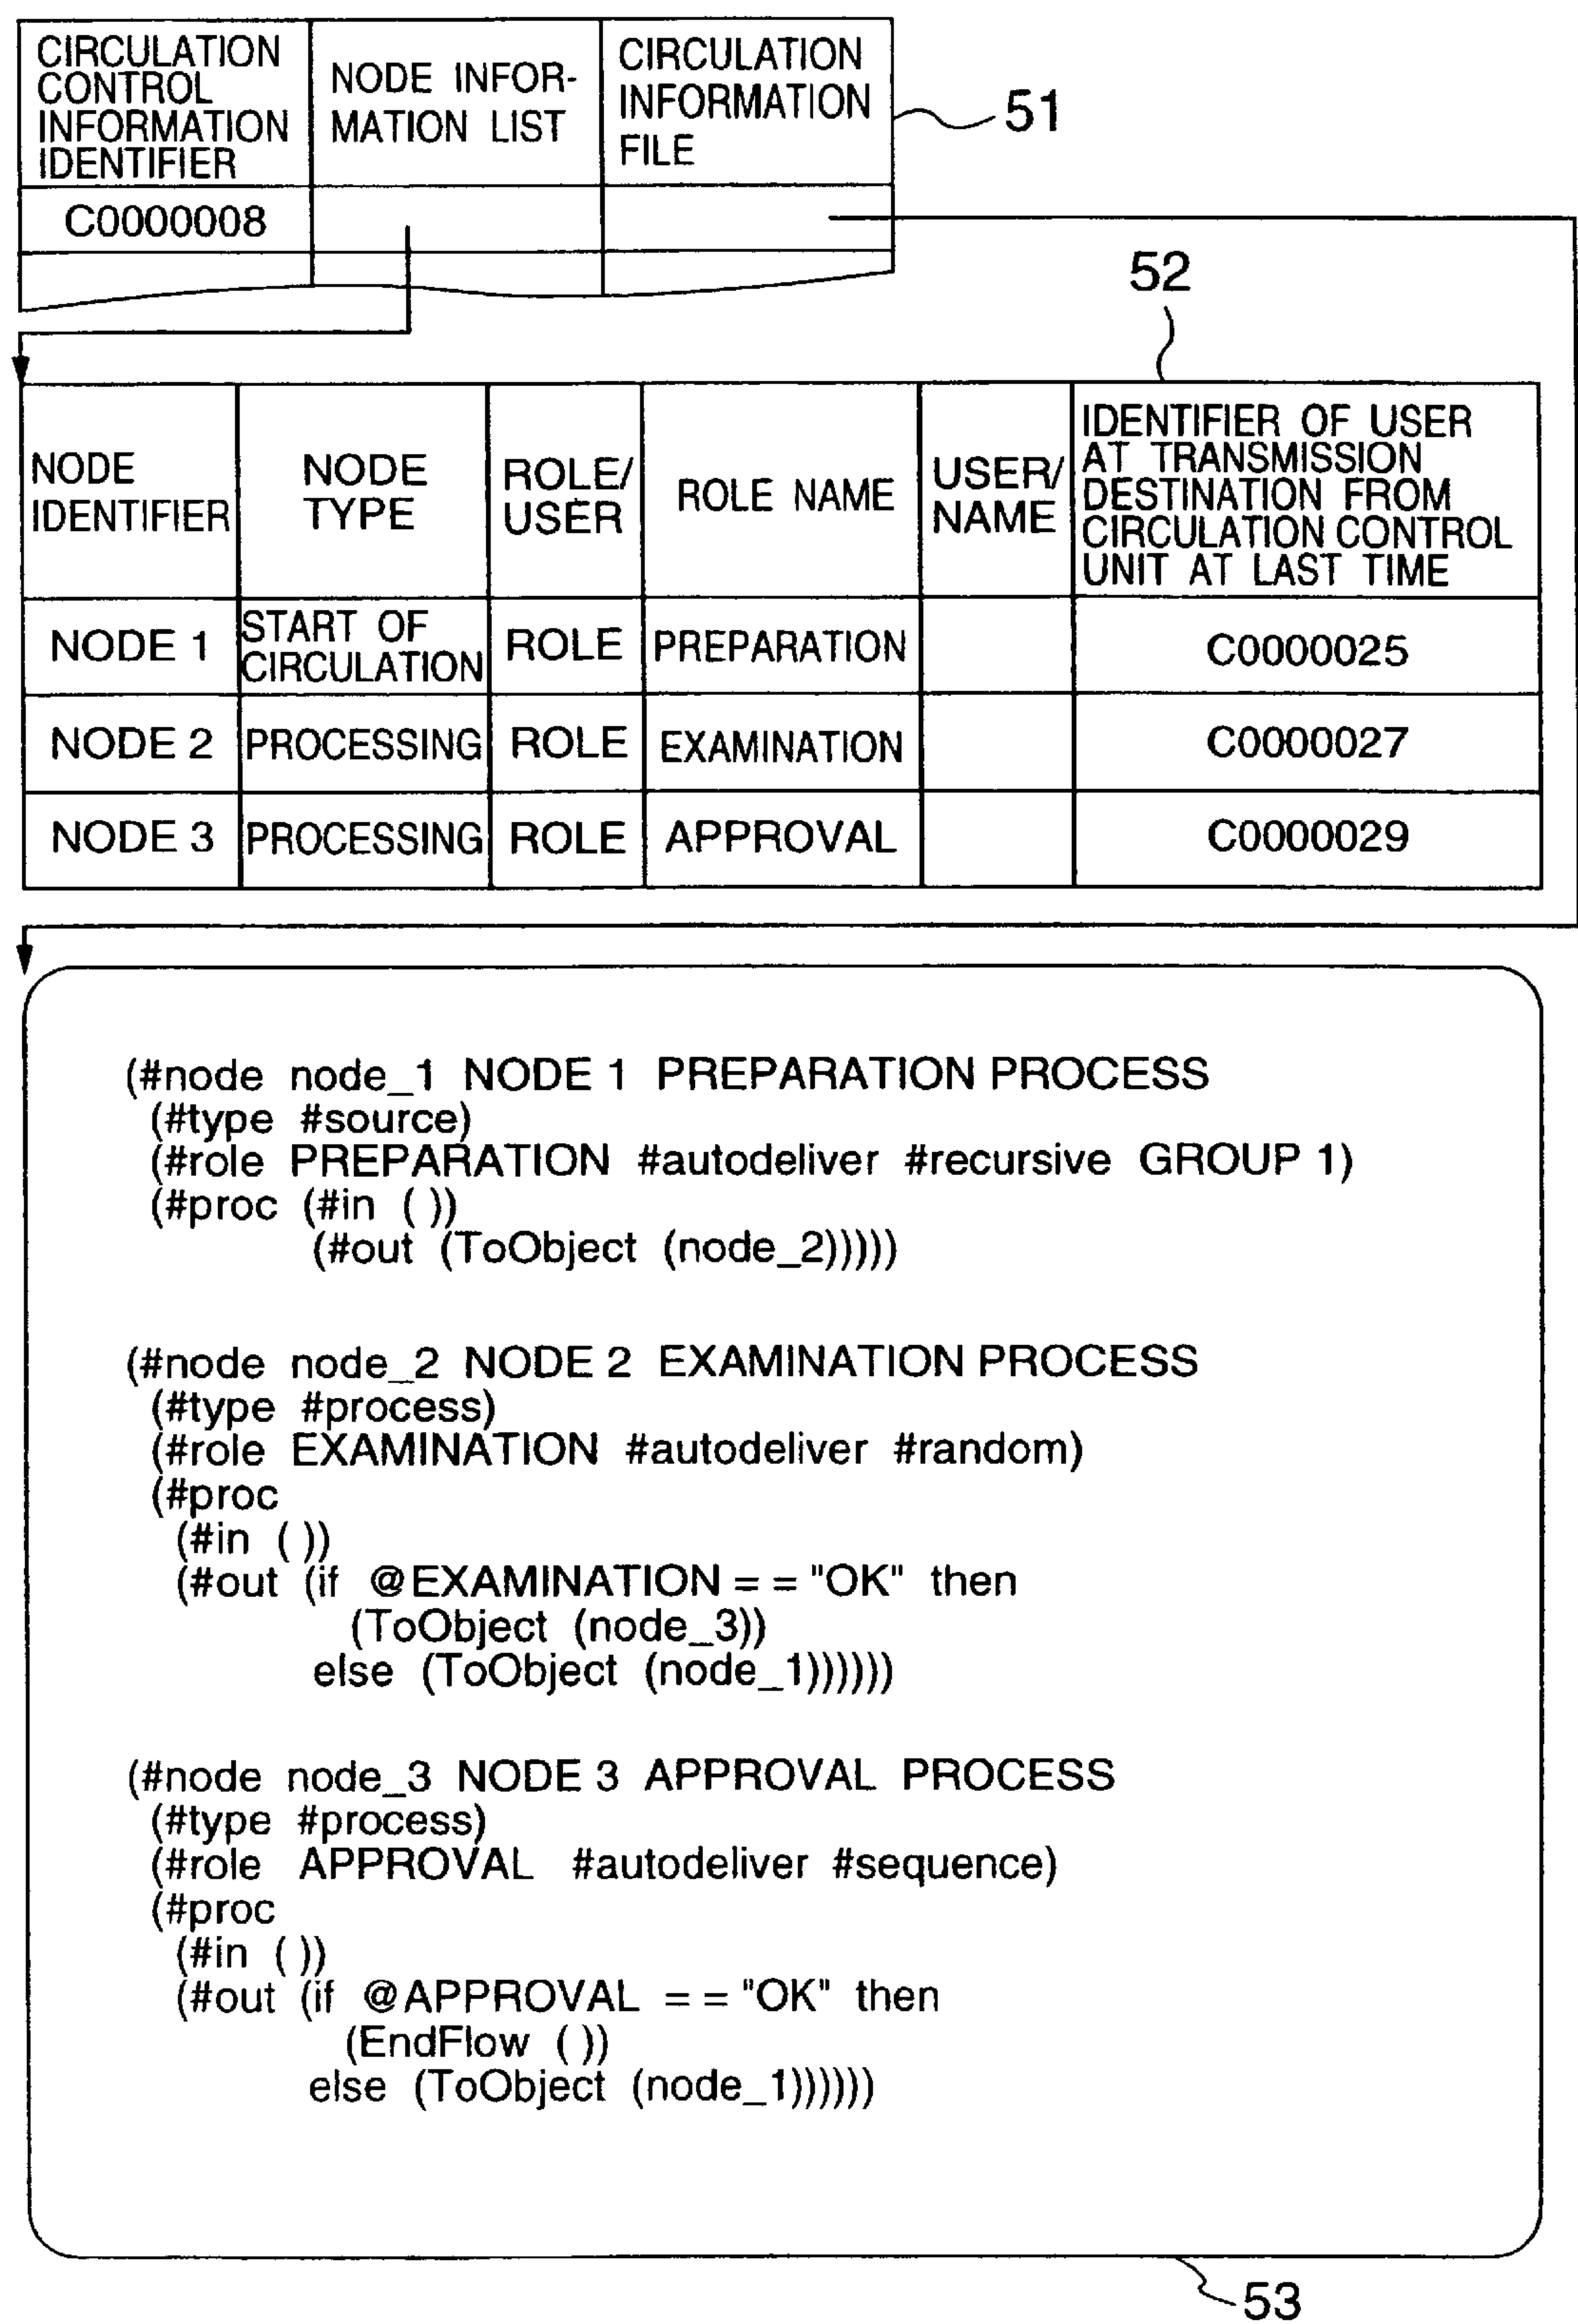 CIRCULATION
CONTROL
INFORMATION
IDENTIFIER
NODE INFOR-
MATION LIST
CIRCULATION
INFORMATION
FILE
51
C0000008
52
NODE
IDENTIFIER
NODE
TYPE
ROLE/
USER
ROLE NAME
USER/
NAME
IDENTIFIER OF USER
AT TRANSMISSION
DESTINATION FROM
CIRCULATION CONTROL
UNIT AT LAST TIME
NODE 1
START OF
CIRCULATION
ROLE
PREPARATION
C0000025
NODE 2
PROCESSING
ROLE
EXAMINATION
C0000027
NODE 3
PROCESSING
ROLE
APPROVAL
C0000029
(#node node_1 NODE 1 PREPARATION PROCESS
(#type #source)
(#role PREPARATION #autodeliver #recursive GROUP 1)
(#proc (#in ( ))
(#out (ToObject (node_2)))))
(#node node_2 NODE 2 EXAMINATION PROCESS
(#type #process)
(#role EXAMINATION #autodeliver #random)
(#proc
(#in ( ))
(#out (if @EXAMINATION = = "OK" then
(ToObject (node_3))
else (ToObject (node_1))))))
(#node node_3 NODE 3 APPROVAL PROCESS
(#type #process)
(#role APPROVAL #autodeliver #sequence)
(#proc
(#in ( ))
(#out (if @APPROVAL = = "OK" then
(EndFlow ( ))
else (ToObject (node_1))))))
53